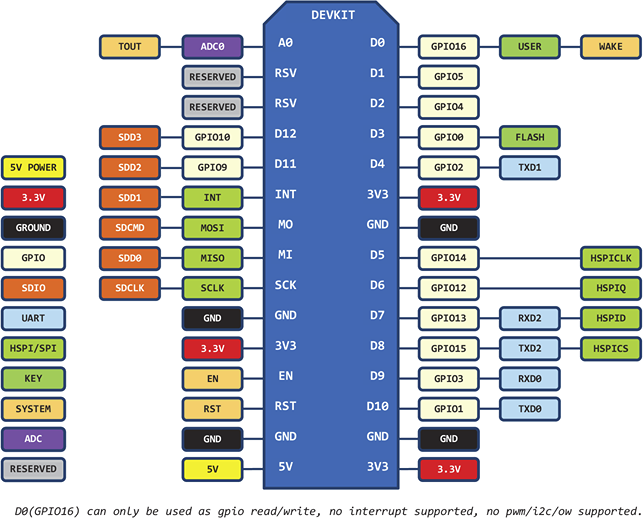 DEVKIT
TOUT ADC0 A0 D0 GPIO16 USER WAKE
RESERVED RSV D1 GPIO5
RESERVED RSV D2 GPIO4
SDD3 GPIO10 D12 D3 GPIO0 FLASH
5V POWER SDD2 GPIO9 D11 D4 GPIO2 TXD1
3.3V SDD1 INT INT 3V3 3.3V
GROUND SDCMD MOSI MO GND GND
GPIO SDD0 MISO MI D5 GPIO14 HSPICLK
SDIO SDCLK SCLK SCK D6 GPIO12 HSPIQ
UART GND GND D7 GPIO13 RXD2 HSPID
HSPI/SPI 3.3V 3V3 D8 GPIO15 TXD2 HSPICS
KEY EN EN D9 GPIO3 RXD0
SYSTEM RST RST D10 GPIO1 TXD0
ADC GND GND GND GND
RESERVED 5V 5V 3V3 3.3V
D0(GPIO16) can only be used as gpio read/write, no interrupt supported, no pwm/i2c/ow supported.